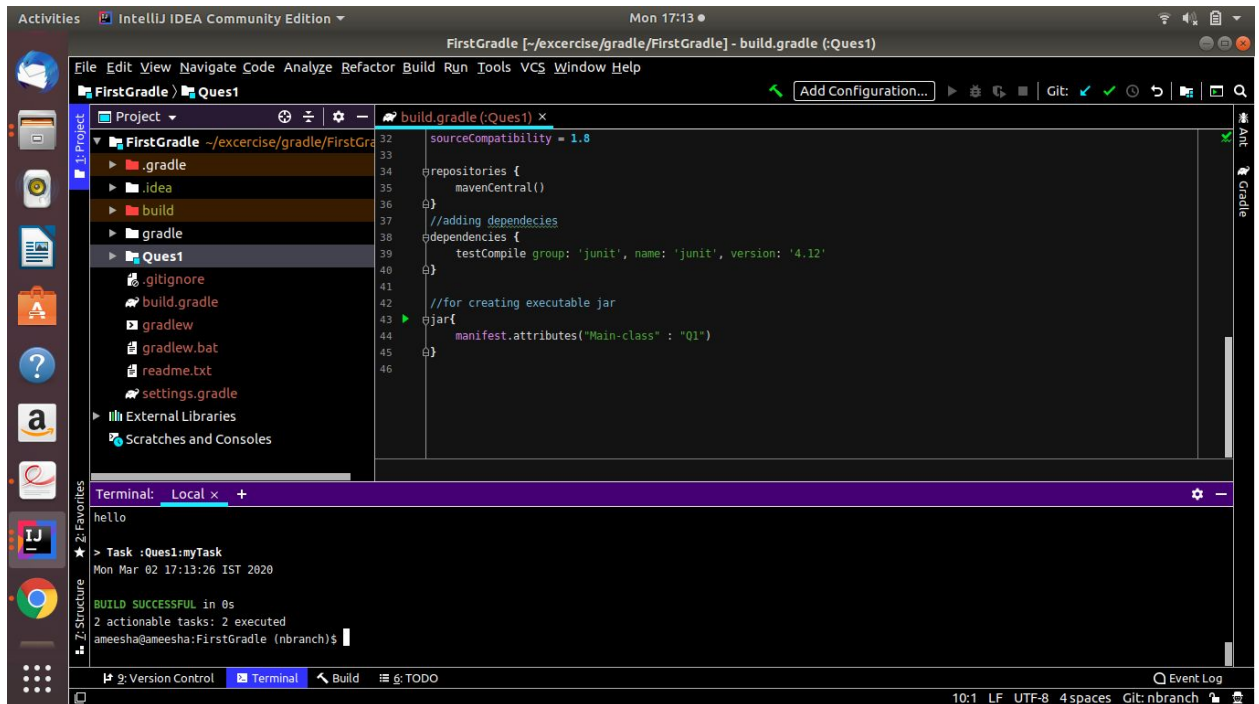 Activities IntelliJ IDEA Community Edition Mon 17:13
FirstGradle [~/excercise/gradle/FirstGradle] - build.gradle (:Ques1)
File Edit View Navigate Code Analyze Refactor Build Run Tools VCS Window Help
FirstGradle Ques1 Add Configuration... Git:
1: Project
Project
FirstGradle ~/excercise/gradle/FirstGra
.gradle
.idea
build
gradle
Ques1
.gitignore
build.gradle
gradlew
gradlew.bat
readme.txt
settings.gradle
External Libraries
Scratches and Consoles
build.gradle (:Ques1) ×
32 sourceCompatibility = 1.8
33
34 repositories {
35 mavenCentral()
36 }
37 //adding dependecies
38 dependencies {
39 testCompile group: 'junit', name: 'junit', version: '4.12'
40 }
41
42 //for creating executable jar
43 jar{
44 manifest.attributes("Main-class" : "Q1")
45 }
46
Ant
Gradle
2: Favorites
Z: Structure
Terminal: Local × +
hello
> Task :Ques1:myTask
Mon Mar 02 17:13:26 IST 2020
BUILD SUCCESSFUL in 0s
2 actionable tasks: 2 executed
ameesha@ameesha:FirstGradle (nbranch)$
9: Version Control Terminal Build 6: TODO Event Log
10:1 LF UTF-8 4 spaces Git: nbranch